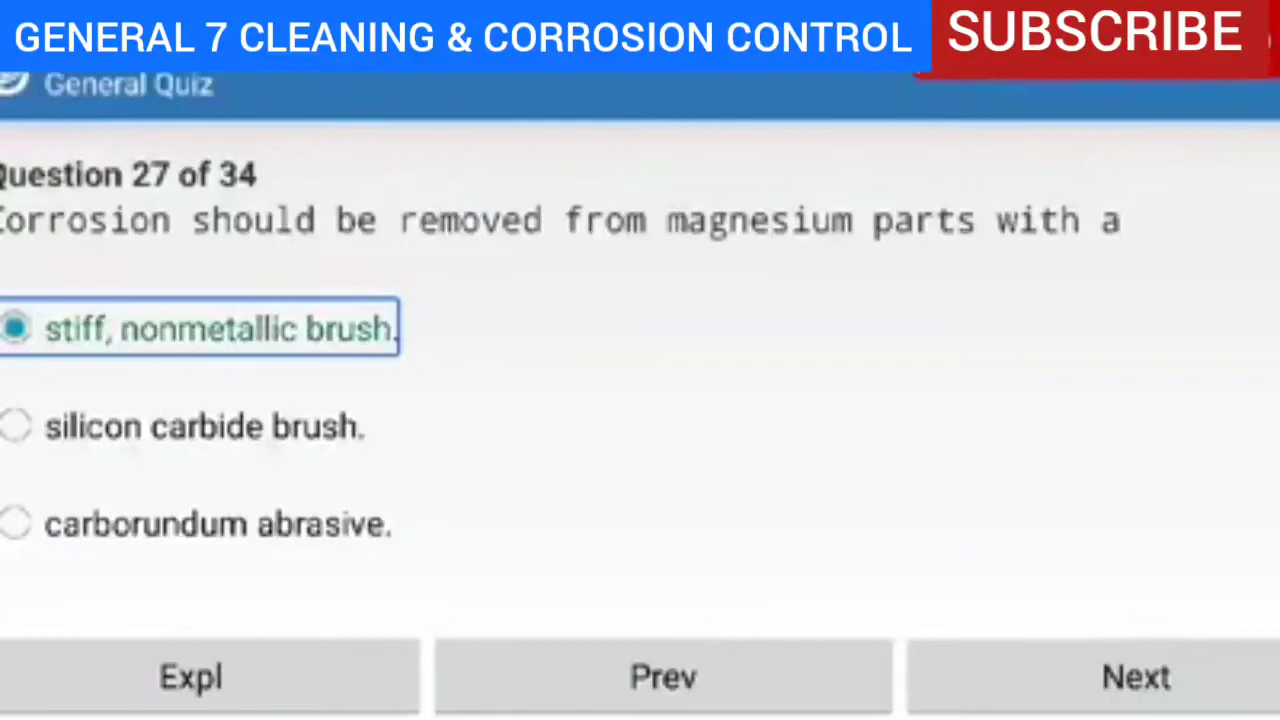 GENERAL 7 CLEANING & CORROSION CONTROL
SUBSCRIBE
General Quiz
Question 27 of 34
Corrosion should be removed from magnesium parts with a
stiff, nonmetallic brush.
silicon carbide brush.
carborundum abrasive.
Expl
Prev
Next